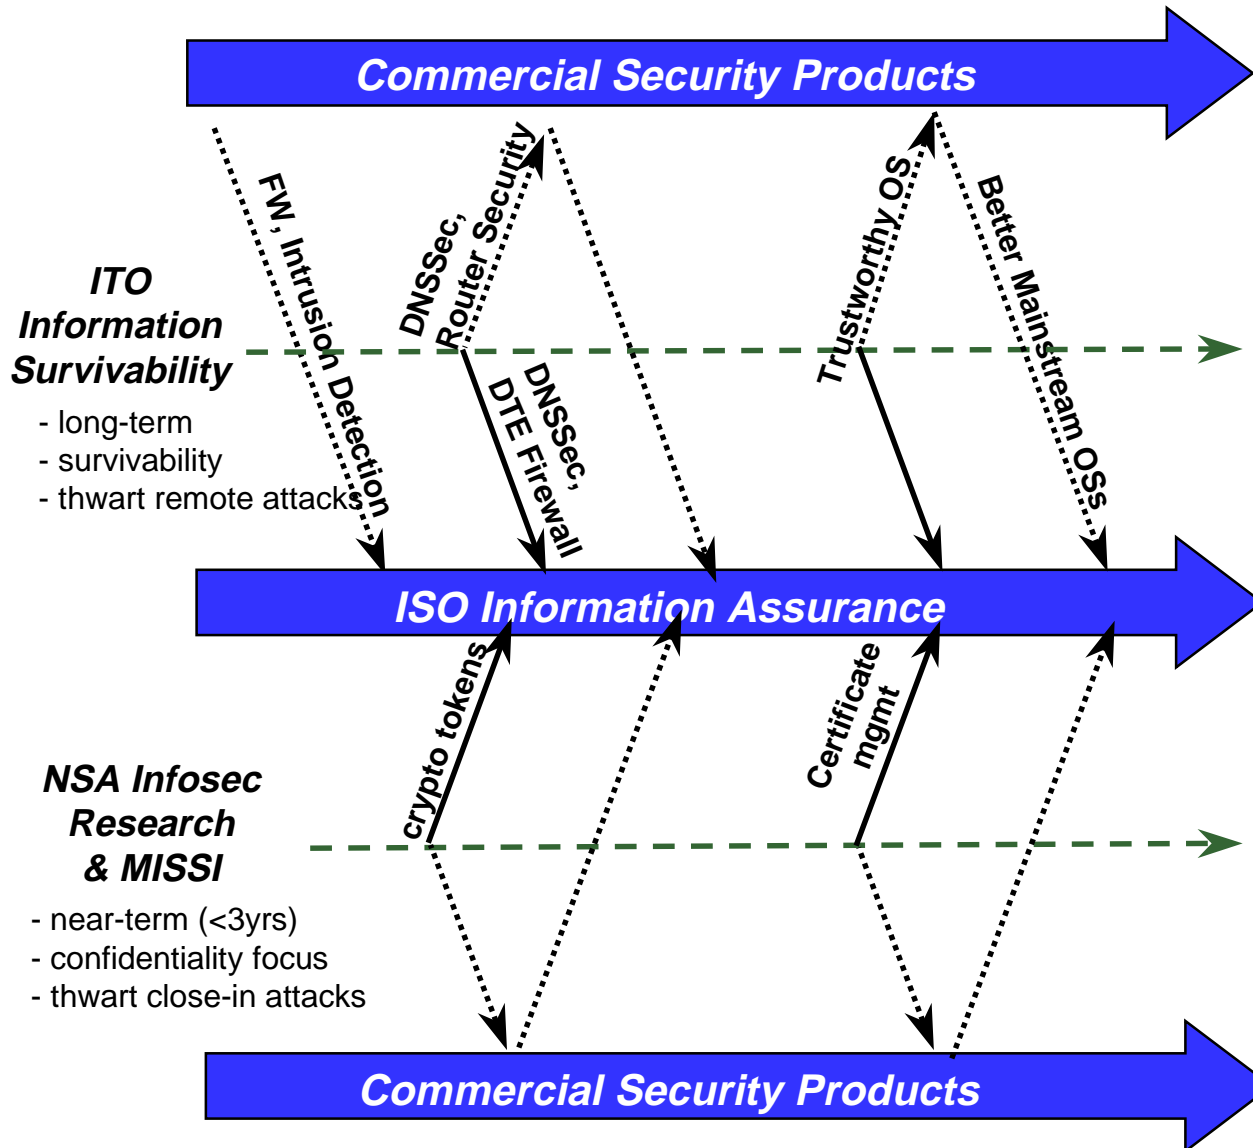 Commercial Security Products
FW, Intrusion Detection
DNSSec,
Router Security
Trustworthy OS
Better Mainstream OSs
ITO
Information
Survivability
- long-term
- survivability
- thwart remote attacks
DNSSec,
DTE Firewall
ISO Information Assurance
crypto tokens
Certificate
mgmt
NSA Infosec
Research
& MISSI
- near-term (<3yrs)
- confidentiality focus
- thwart close-in attacks
Commercial Security Products